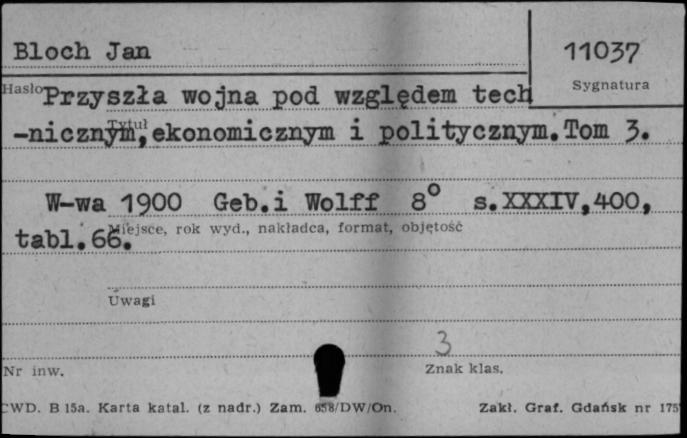 Bloch Jan
11037
Hasło
Sygnatura
Przyszła wojna pod względem tech
-nicznym, ekonomicznym i politycznym. Tom 3.
Tytuł
W-wa 1900 Geb. i Wolff 8° s. XXXIV, 400,
tabl. 66.
Miejsce, rok wyd., nakładca, format, objętość
Uwagi
3
Nr inw.
Znak klas.
CWD. B 15a. Karta katal. (z nadr.) Zam. 658/DW/On.
Zakł. Graf. Gdańsk nr 175